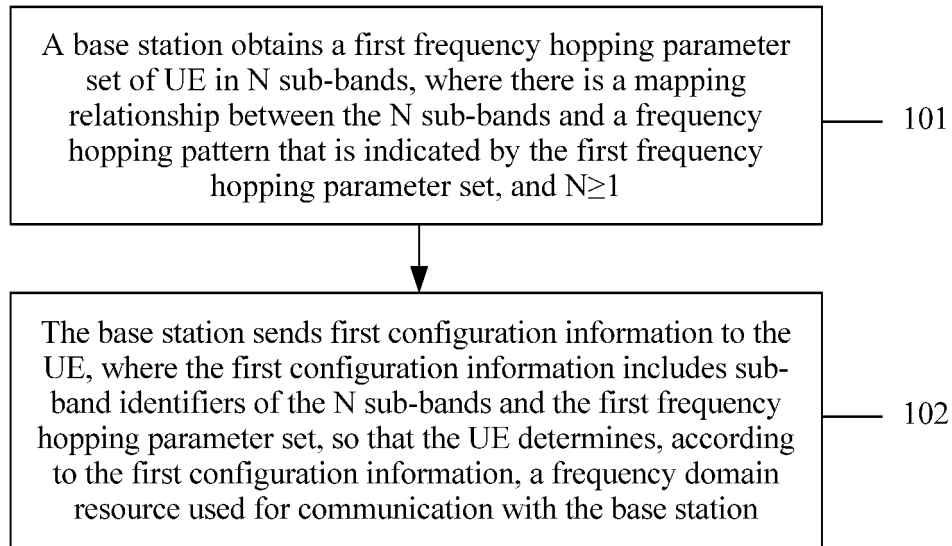 A base station obtains a first frequency hopping parameter
set of UE in N sub-bands, where there is a mapping
relationship between the N sub-bands and a frequency
hopping pattern that is indicated by the first frequency
hopping parameter set, and N≥1
101
The base station sends first configuration information to the
UE, where the first configuration information includes sub-
band identifiers of the N sub-bands and the first frequency
hopping parameter set, so that the UE determines, according
to the first configuration information, a frequency domain
resource used for communication with the base station
102